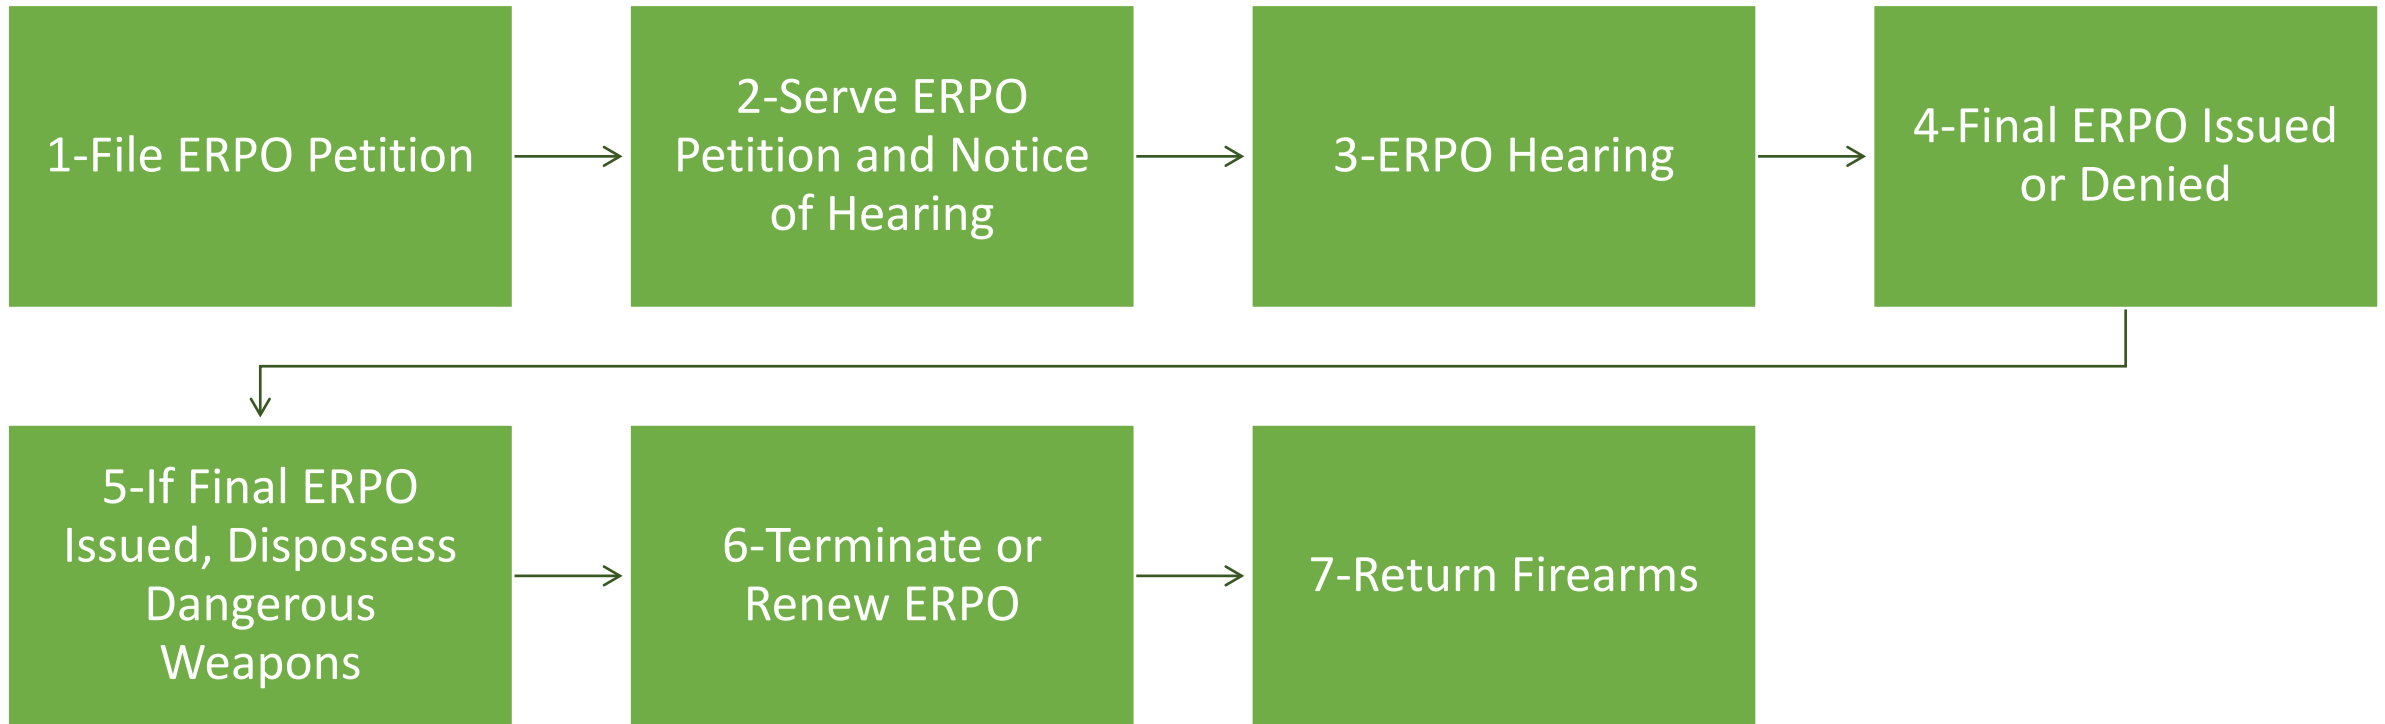 1-File ERPO Petition
2-Serve ERPO
Petition and Notice
of Hearing
3-ERPO Hearing
4-Final ERPO Issued
or Denied
5-If Final ERPO
Issued, Dispossess
Dangerous
Weapons
6-Terminate or
Renew ERPO
7-Return Firearms